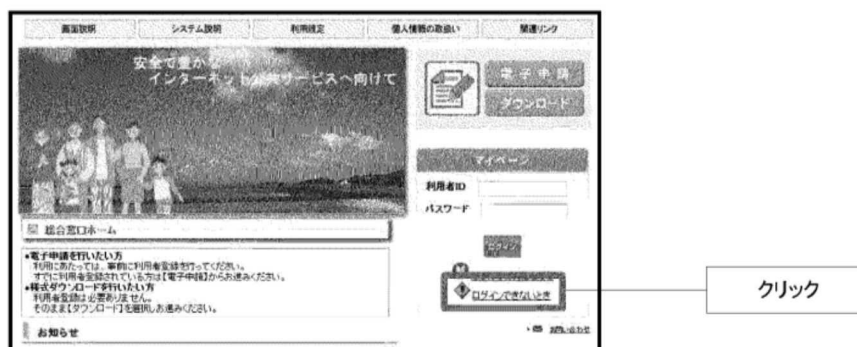 画面説明 システム説明 利用規定 個人情報の取扱い 関連リンク
安全で豊かな
インターネット公共サービスへ向けて
電子申請
ダウンロード
マイページ
利用者ID
パスワード
ログイン
総合窓口ホーム
●電子申請を行いたい方
利用にあたっては、事前に利用者登録を行ってください。
すでに利用者登録されている方は【電子申請】からお進みください。
●様式ダウンロードを行いたい方
利用者登録は必要ありません。
そのまま【ダウンロード】を選択しお進みください。
ログインできないとき
クリック
お問い合わせ
お知らせ